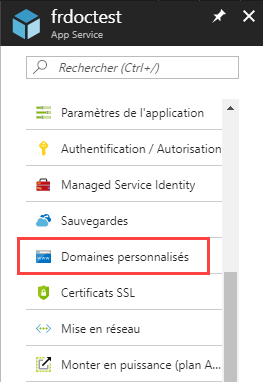 frdoctest
App Service
Rechercher (Ctrl+/)
Paramètres de l'application
Authentification / Autorisation
Managed Service Identity
Sauvegardes
www
Domaines personnalisés
Certificats SSL
Mise en réseau
Monter en puissance (plan A...